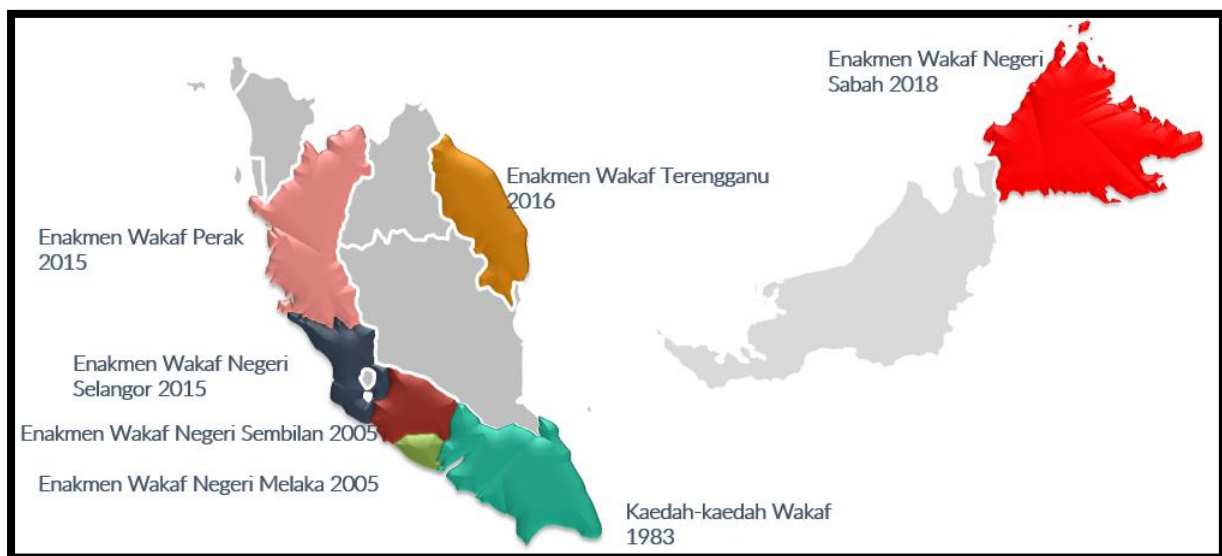 Enakmen Wakaf Negeri
Sabah 2018
Enakmen Wakaf Terengganu
2016
Enakmen Wakaf Perak
2015
Enakmen Wakaf Negeri
Selangor 2015
Enakmen Wakaf Negeri Sembilan 2005
Enakmen Wakaf Negeri Melaka 2005
Kaedah-kaedah Wakaf
1983